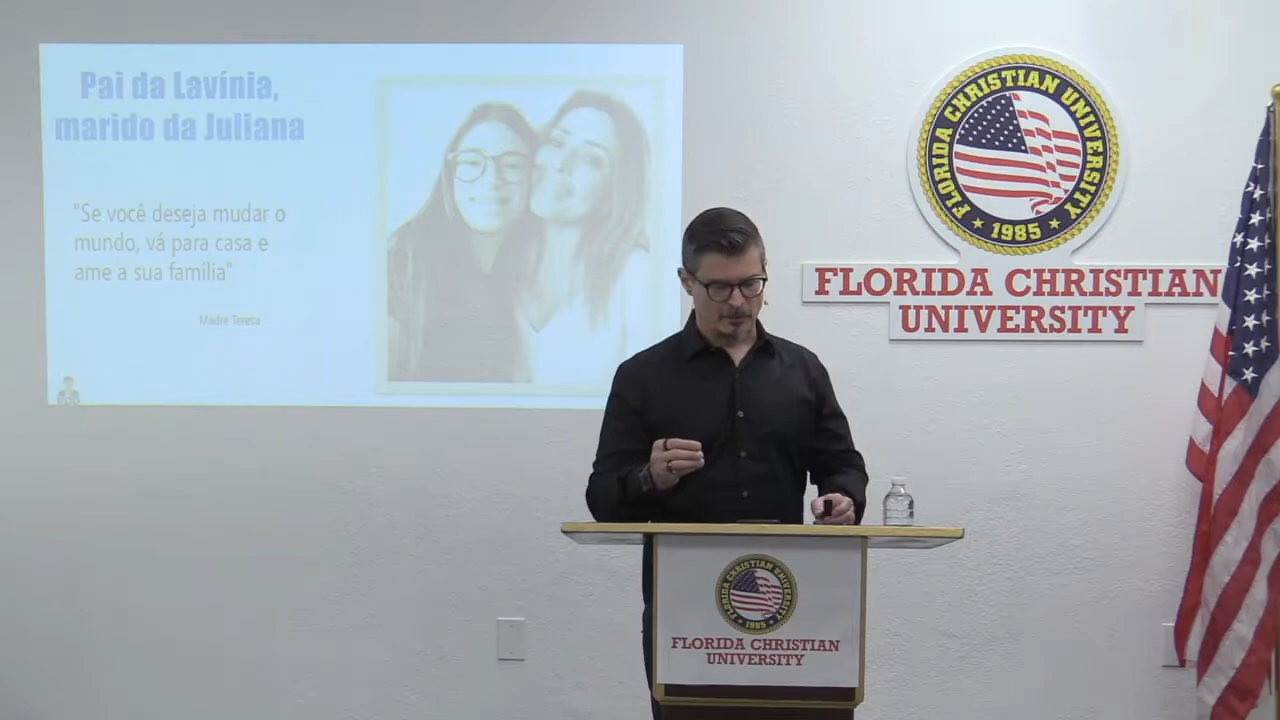 Pai da Lavínia,
marido da Juliana
"Se você deseja mudar o
mundo, vá para casa e
ame a sua família"
Madre Teresa
FLORIDA CHRISTIAN UNIVERSITY
★ 1985 ★
FLORIDA CHRISTIAN
UNIVERSITY
FLORIDA CHRISTIAN UNIVERSITY
1985
FLORIDA CHRISTIAN
UNIVERSITY